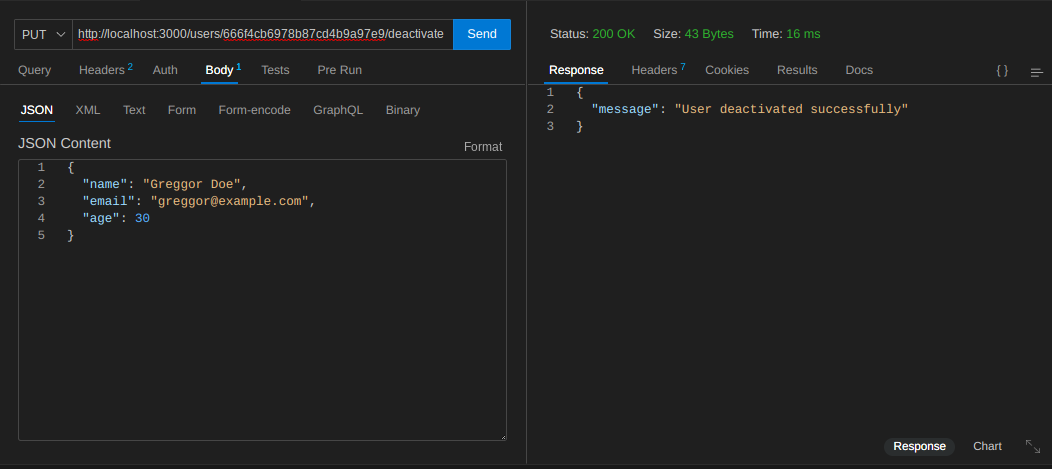 PUT http://localhost:3000/users/666f4cb6978b87cd4b9a97e9/deactivate Send
Query Headers 2 Auth Body 1 Tests Pre Run
JSON XML Text Form Form-encode GraphQL Binary
JSON Content Format
1 {
2 "name": "Greggor Doe",
3 "email": "greggor@example.com",
4 "age": 30
5 }
Status: 200 OK Size: 43 Bytes Time: 16 ms
Response Headers 7 Cookies Results Docs { }
1 {
2 "message": "User deactivated successfully"
3 }
Response Chart